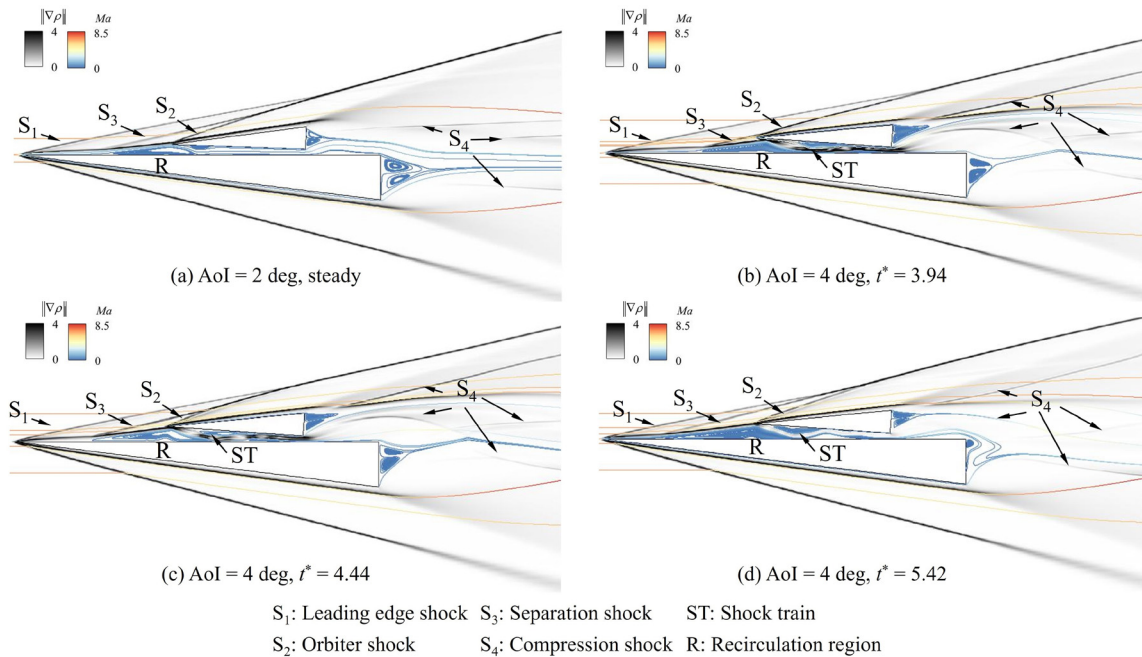 ‖∇ρ‖ Ma
4 8.5
0 0
S₁ S₃ S₂ S₄
R
(a) AoI = 2 deg, steady
‖∇ρ‖ Ma
4 8.5
0 0
S₁ S₃ S₂ S₄
R ST
(b) AoI = 4 deg, t* = 3.94
‖∇ρ‖ Ma
4 8.5
0 0
S₁ S₃ S₂ S₄
R ST
(c) AoI = 4 deg, t* = 4.44
‖∇ρ‖ Ma
4 8.5
0 0
S₁ S₃ S₂ S₄
R ST
(d) AoI = 4 deg, t* = 5.42
S₁: Leading edge shock S₃: Separation shock ST: Shock train
S₂: Orbiter shock S₄: Compression shock R: Recirculation region